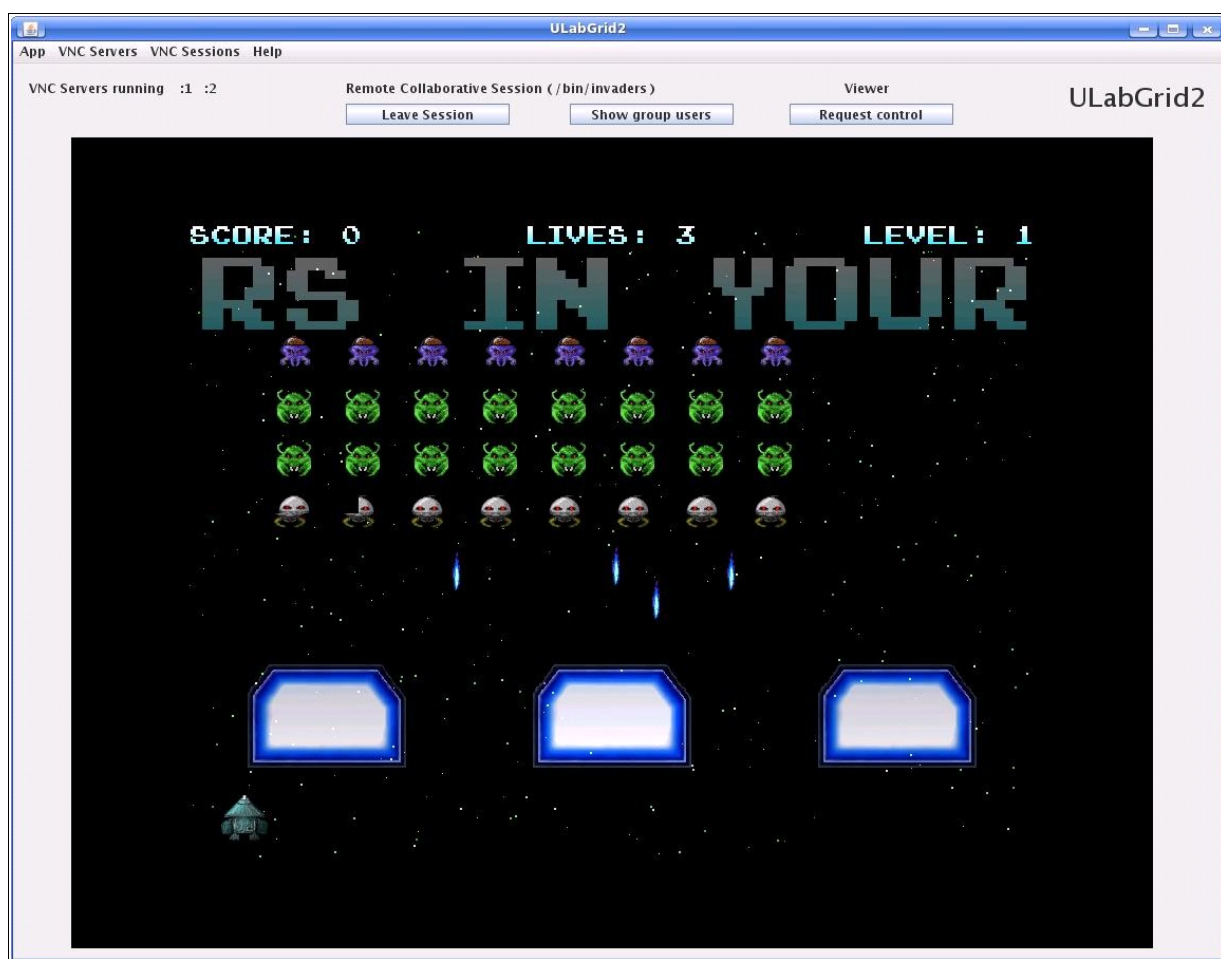 ULabGrid2
App VNC Servers VNC Sessions Help
VNC Servers running :1 :2
Remote Collaborative Session ( /bin/invaders )
Viewer
ULabGrid2
Leave Session
Show group users
Request control
SCORE: 0 LIVES: 3 LEVEL: 1
RS IN YOUR